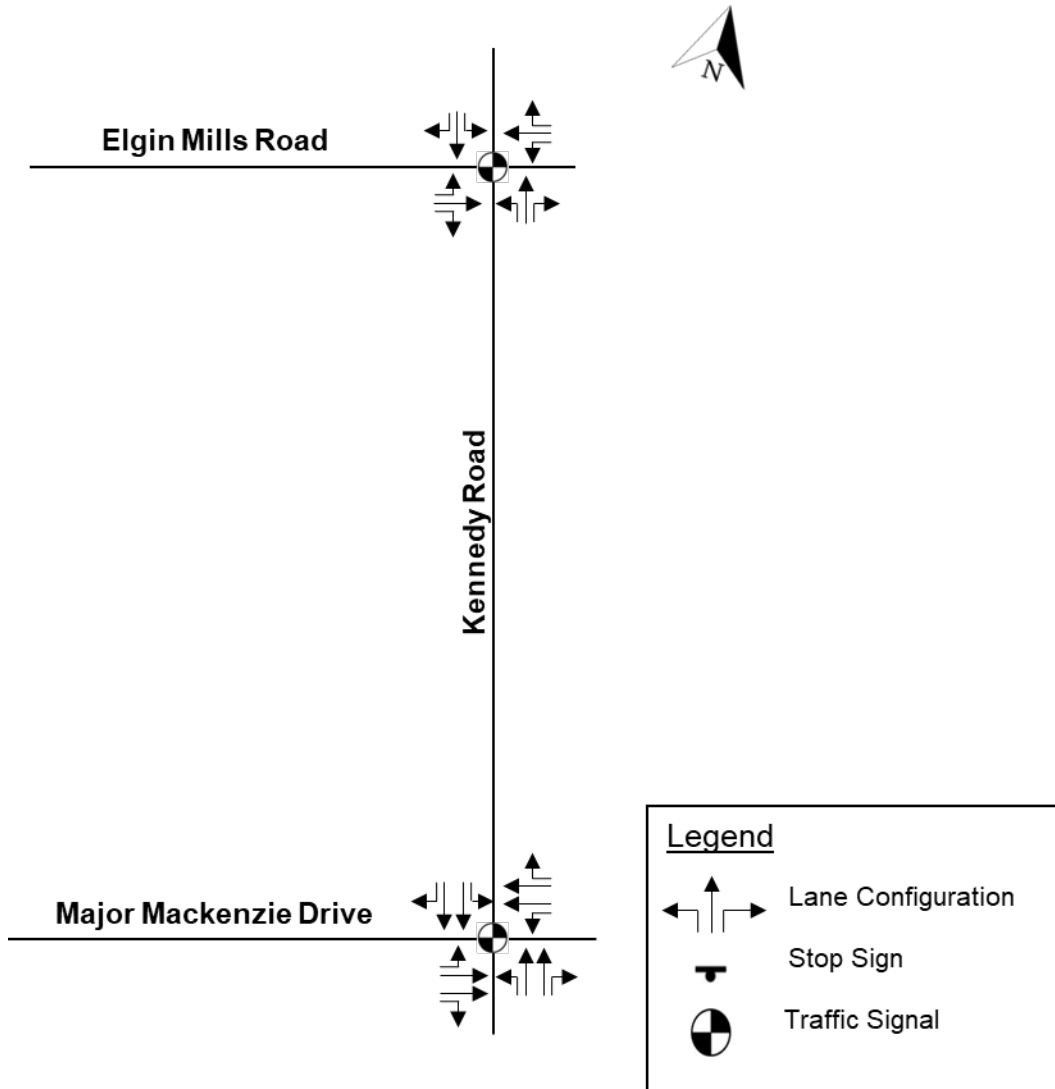 N
Elgin Mills Road
Kennedy Road
Major Mackenzie Drive
Legend
Lane Configuration
Stop Sign
Traffic Signal